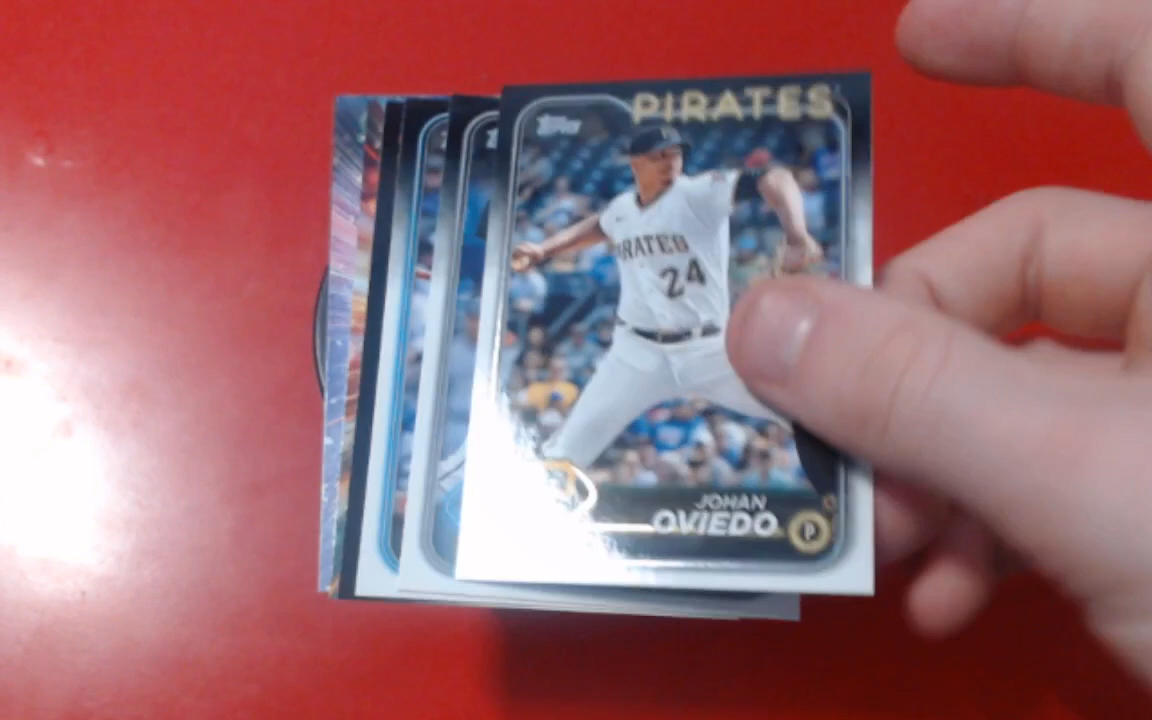 PIRATES
Topps
PIRATES
24
JOHAN
OVIEDO
P